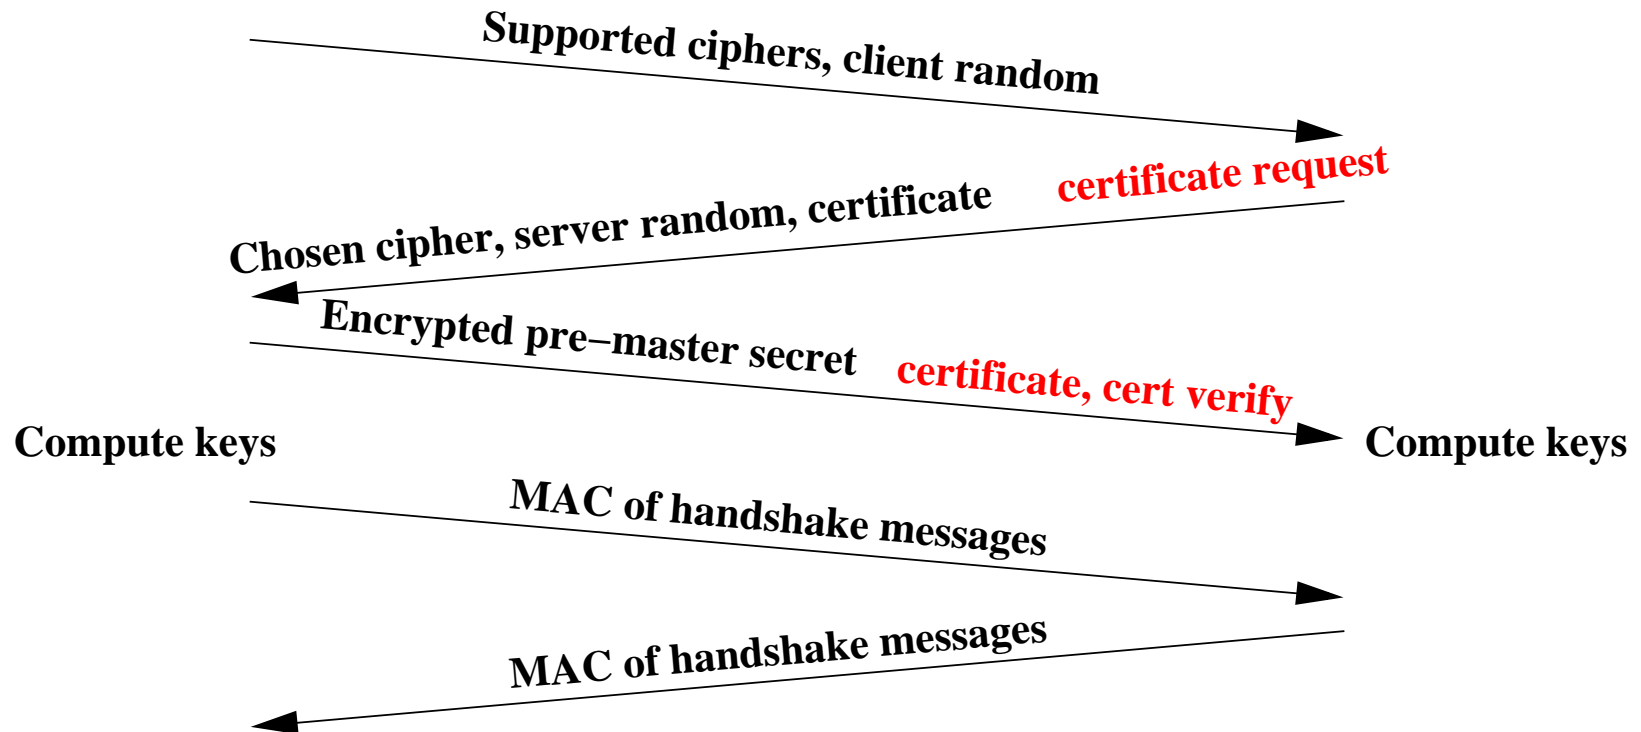 Supported ciphers, client random
certificate request
Chosen cipher, server random, certificate
Encrypted pre−master secret
certificate, cert verify
Compute keys
Compute keys
MAC of handshake messages
MAC of handshake messages